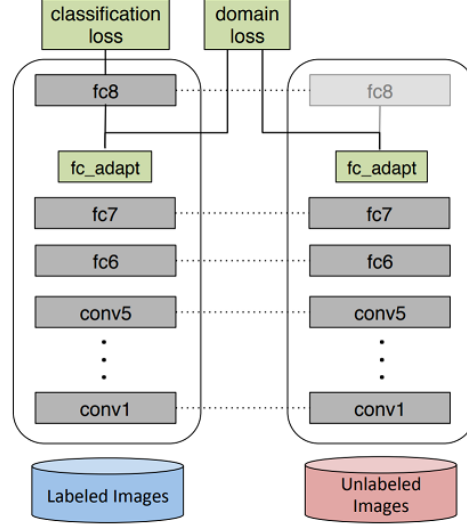 classification
loss
domain
loss
fc8
fc8
fc_adapt
fc_adapt
fc7
fc7
fc6
fc6
conv5
conv5
conv1
conv1
Labeled Images
Unlabeled
Images